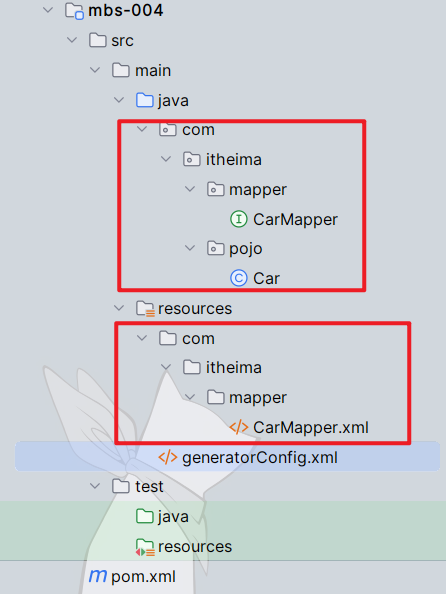 mbs-004
src
main
java
com
itheima
mapper
I CarMapper
pojo
C Car
resources
com
itheima
mapper
</> CarMapper.xml
</> generatorConfig.xml
test
java
resources
m pom.xml